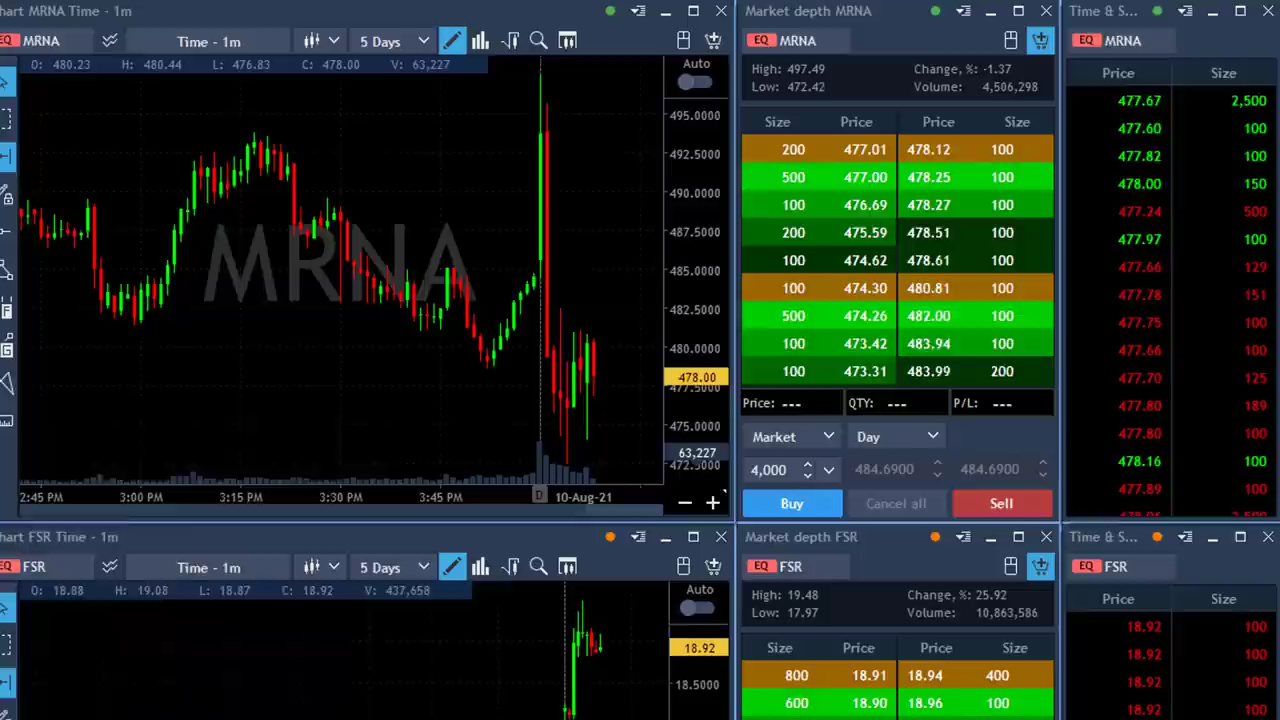 hart MRNA Time - 1m
EQ MRNA Time - 1m 5 Days
O: 480.23 H: 480.44 L: 476.83 C: 478.00 V: 63,227
Auto
MRNA
495.0000
492.5000
490.0000
487.5000
485.0000
482.5000
480.0000
478.00
477.5000
475.0000
63,227
472.5000
2:45 PM 3:00 PM 3:15 PM 3:30 PM 3:45 PM D 10-Aug-21
Market depth MRNA
EQ MRNA
High: 497.49 Change, %: -1.37
Low: 472.42 Volume: 4,506,298
Size Price Price Size
200 477.01 478.12 100
500 477.00 478.25 100
100 476.69 478.27 100
200 475.59 478.51 100
100 474.62 478.61 100
100 474.30 480.81 100
500 474.26 482.00 100
100 473.42 483.94 100
100 473.31 483.99 200
Price: --- QTY: --- P/L: ---
Market Day
4,000 484.6900 484.6900
Buy Cancel all Sell
Time & S...
EQ MRNA
Price Size
477.67 2,500
477.60 100
477.82 100
478.00 150
477.24 500
477.97 100
477.66 129
477.78 151
477.75 100
477.66 100
477.70 125
477.80 189
477.80 100
478.16 100
477.89 100
hart FSR Time - 1m
EQ FSR Time - 1m 5 Days
O: 18.88 H: 19.08 L: 18.87 C: 18.92 V: 437,658
Auto
18.92
18.5000
Market depth FSR
EQ FSR
High: 19.48 Change, %: 25.92
Low: 17.97 Volume: 10,863,586
Size Price Price Size
800 18.91 18.94 400
600 18.90 18.96 100
Time & S...
EQ FSR
Price Size
18.92 100
18.92 100
18.92 100
18.92 100